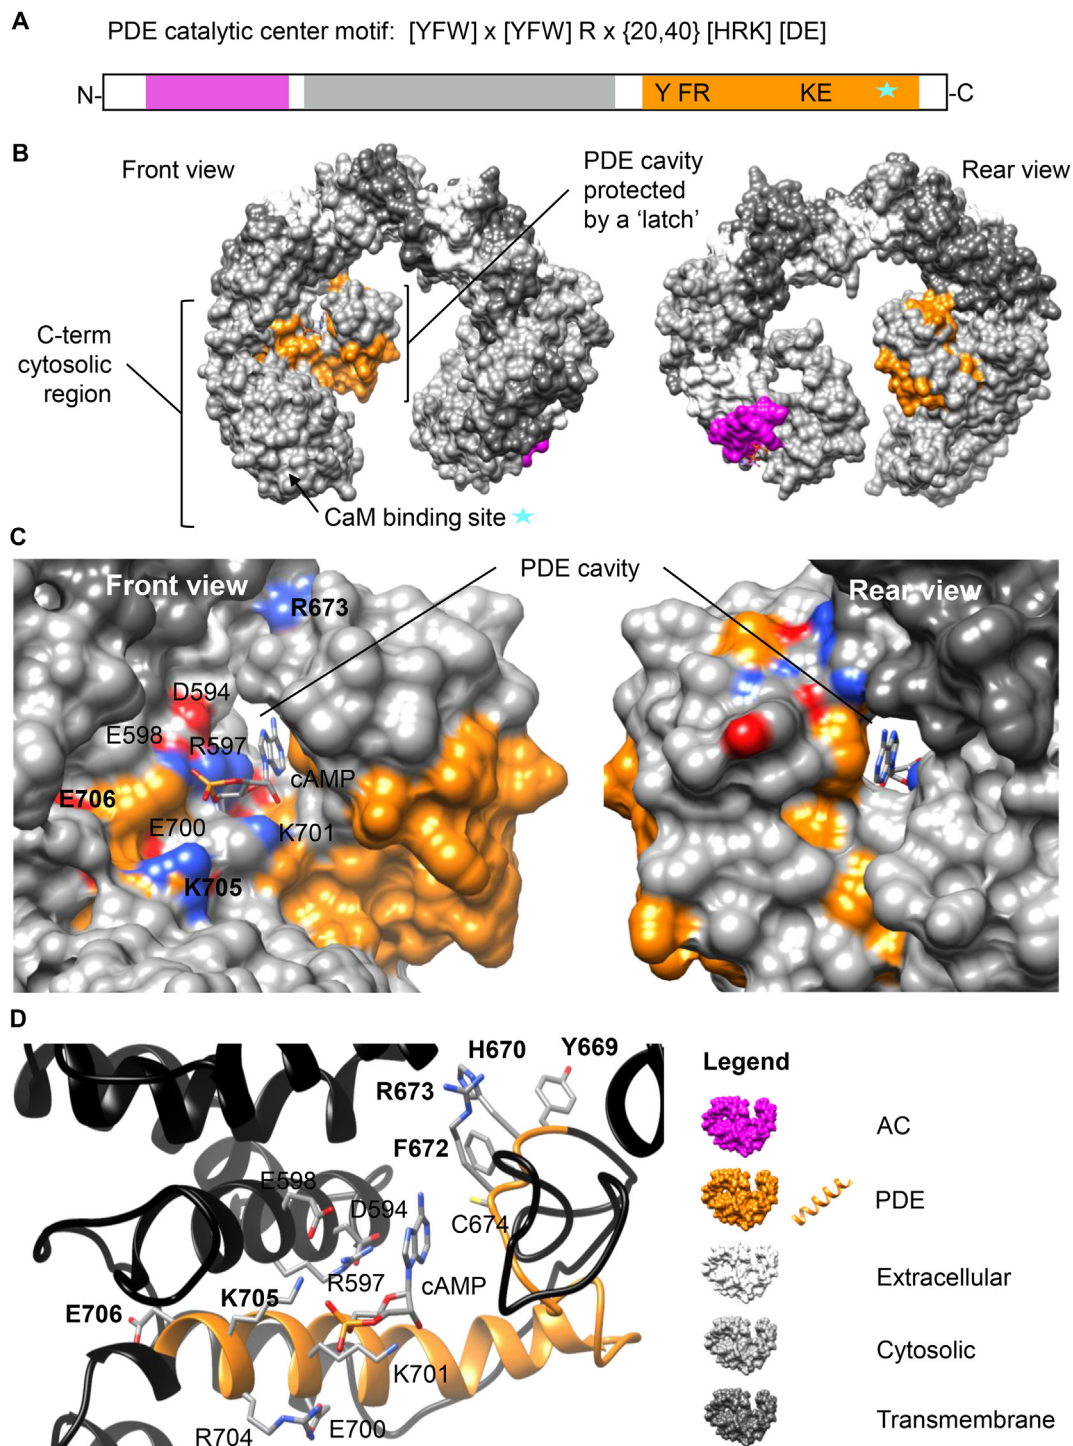 A
PDE catalytic center motif: [YFW] x [YFW] R x {20,40} [HRK] [DE]
N-
Y FR
KE
-C
B
Front view
PDE cavity
protected
by a ‘latch’
Rear view
C-term
cytosolic
region
CaM binding site
C
Front view
PDE cavity
Rear view
R673
D594
E598
R597
cAMP
E706
E700
K701
K705
D
H670
Y669
R673
F672
E598
D594
C674
R597
cAMP
K705
E706
K701
R704
E700
Legend
AC
PDE
Extracellular
Cytosolic
Transmembrane